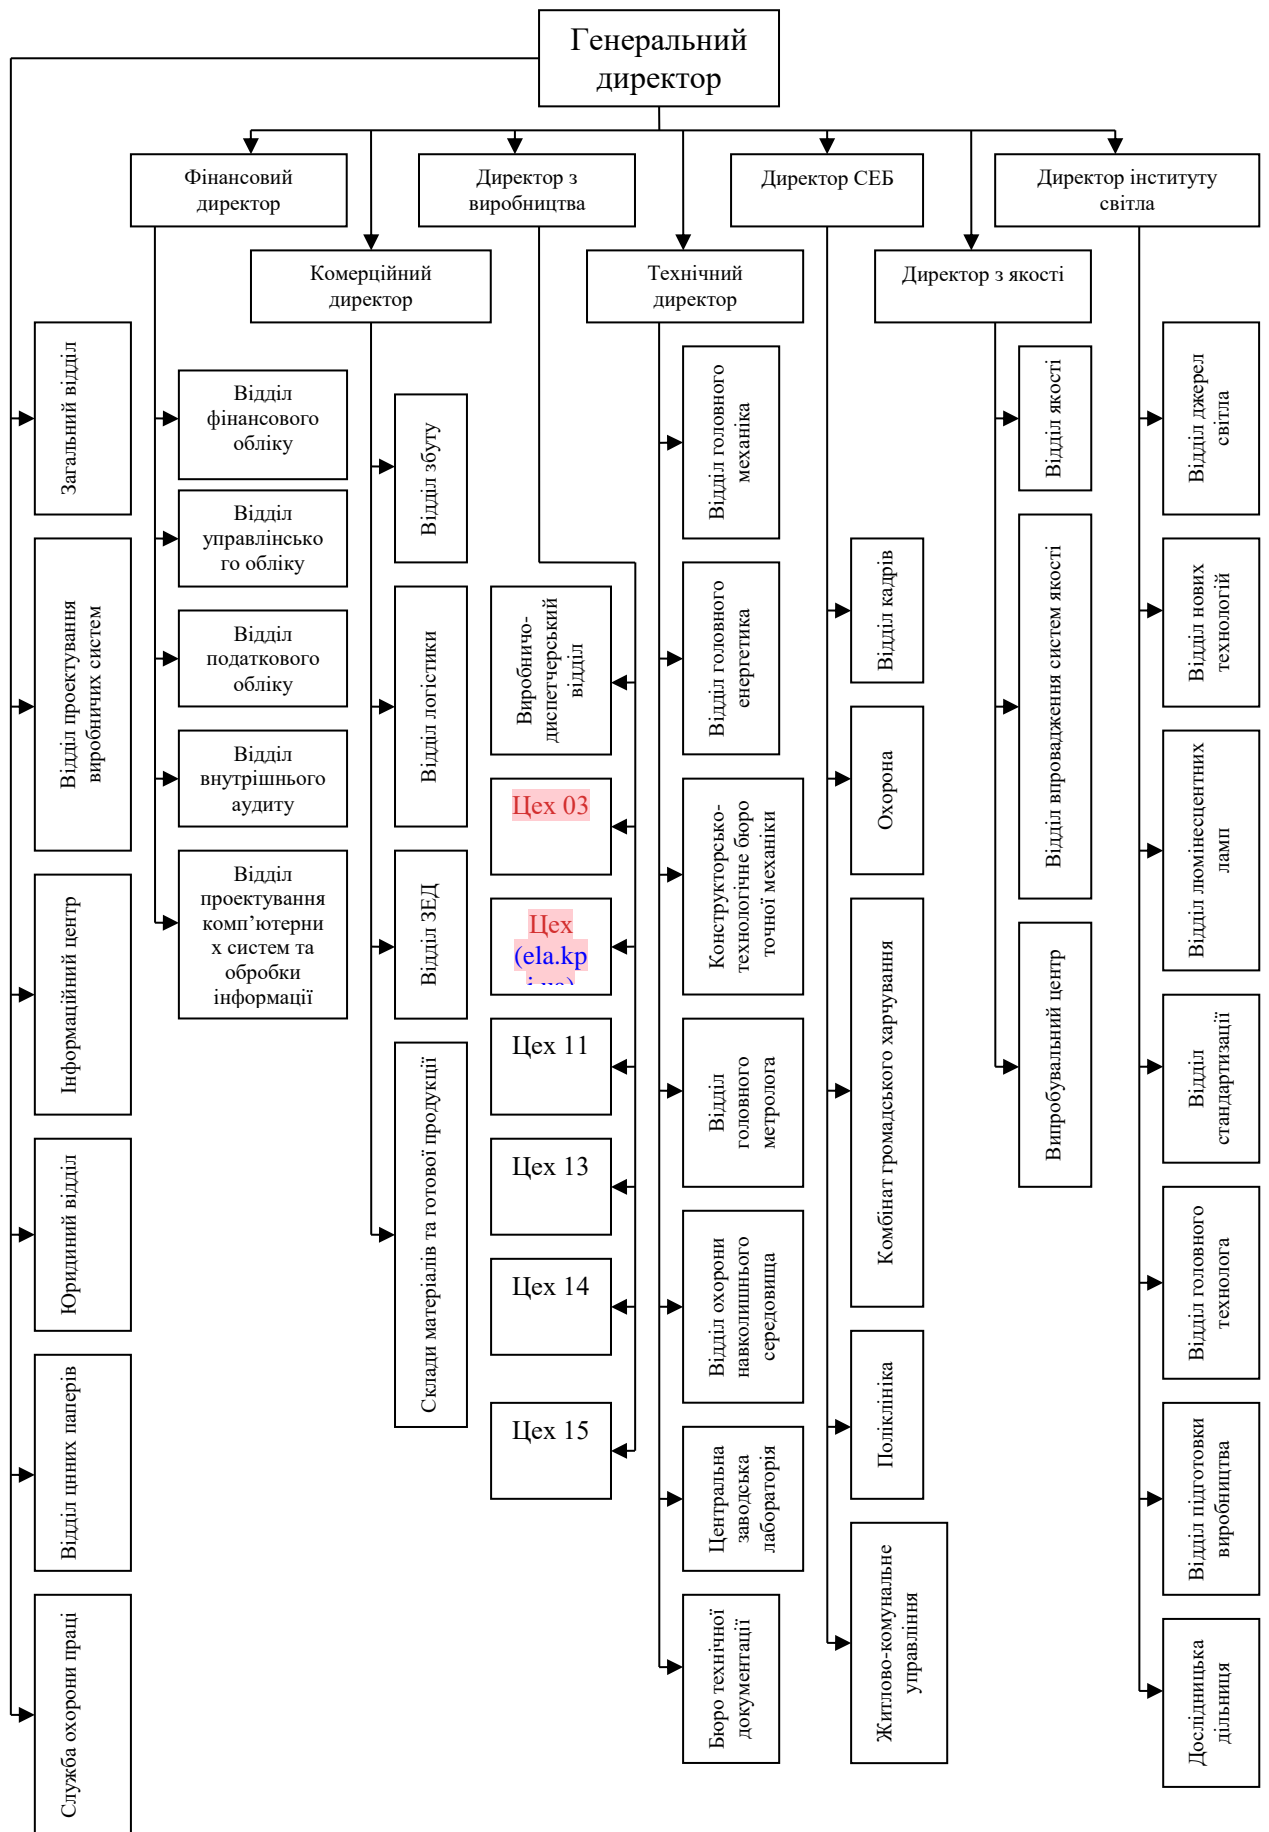 Генеральний
директор
Фінансовий
директор
Директор з
виробництва
Директор СЕБ
Директор інституту
світла
Комерційний
директор
Технічний
директор
Директор з якості
Загальний відділ
Відділ проектування
виробничих систем
Інформаційний центр
Юридиний відділ
Відділ цнних паперів
Служба охорони праці
Відділ
фінансового
обліку
Відділ
управлінсько
го обліку
Відділ
податкового
обліку
Відділ
внутрішнього
аудиту
Відділ
проектування
комп’ютерни
х систем та
обробки
інформації
Відділ збуту
Відділ логістики
Відділ ЗЕД
Склади матеріалів та готової продукції
Виробничо-
диспетчерський
відділ
Цех 03
Цех
(ela.kp
i.ua)
Цех 11
Цех 13
Цех 14
Цех 15
Відділ головного
механіка
Відділ головного
енергетика
Конструкторсько-
технологічне бюро
точної механіки
Відділ
головного
метролога
Відділ охорони
навколишнього
середовища
Центральна
заводська
лабораторія
Бюро технічної
документації
Відділ кадрів
Охорона
Комбінат громадського харчування
Поліклініка
Житлово-комунальне
управління
Відділ якості
Відділ впровадження систем якості
Випробувальний центр
Відділ джерел
світла
Відділ нових
технологій
Відділ люмінесцентних
ламп
Відділ
стандартизації
Відділ головного
технолога
Відділ підготовки
виробництва
Дослідницька
дільниця